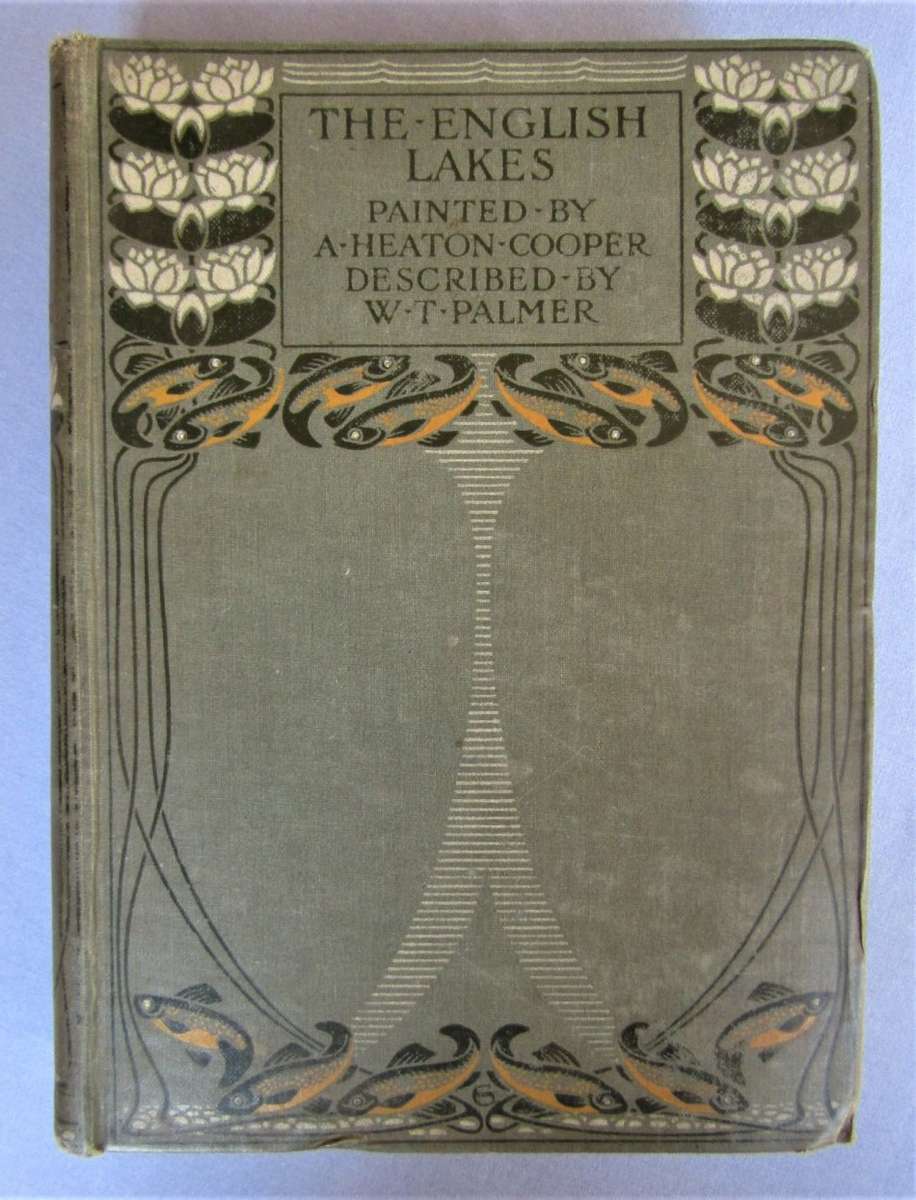 THE·ENGLISH
LAKES
PAINTED·BY
A·HEATON·COOPER
DESCRIBED·BY
W·T·PALMER